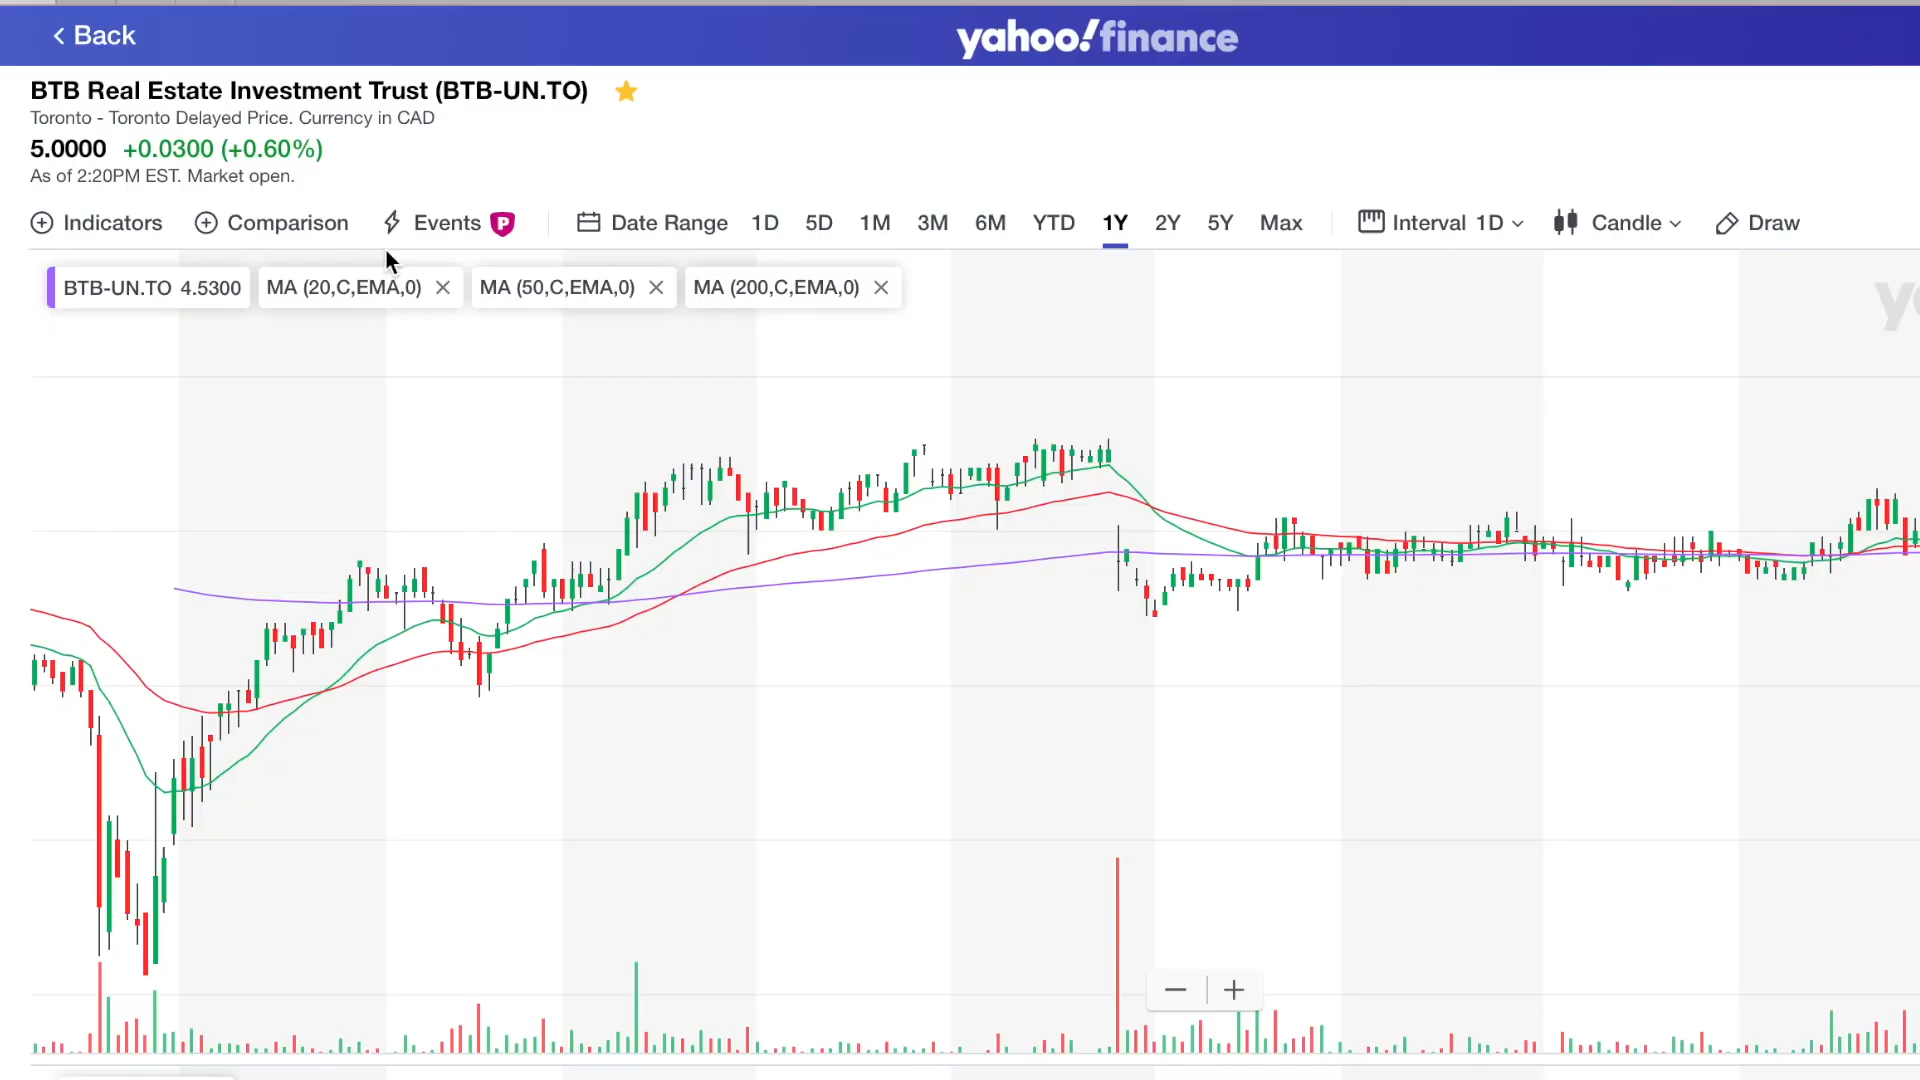 Back
yahoo!finance
BTB Real Estate Investment Trust (BTB-UN.TO)
Toronto - Toronto Delayed Price. Currency in CAD
5.0000 +0.0300 (+0.60%)
As of 2:20PM EST. Market open.
Indicators Comparison Events P Date Range 1D 5D 1M 3M 6M YTD 1Y 2Y 5Y Max Interval 1D Candle Draw
BTB-UN.TO 4.5300 MA (20,C,EMA,0) MA (50,C,EMA,0) MA (200,C,EMA,0)